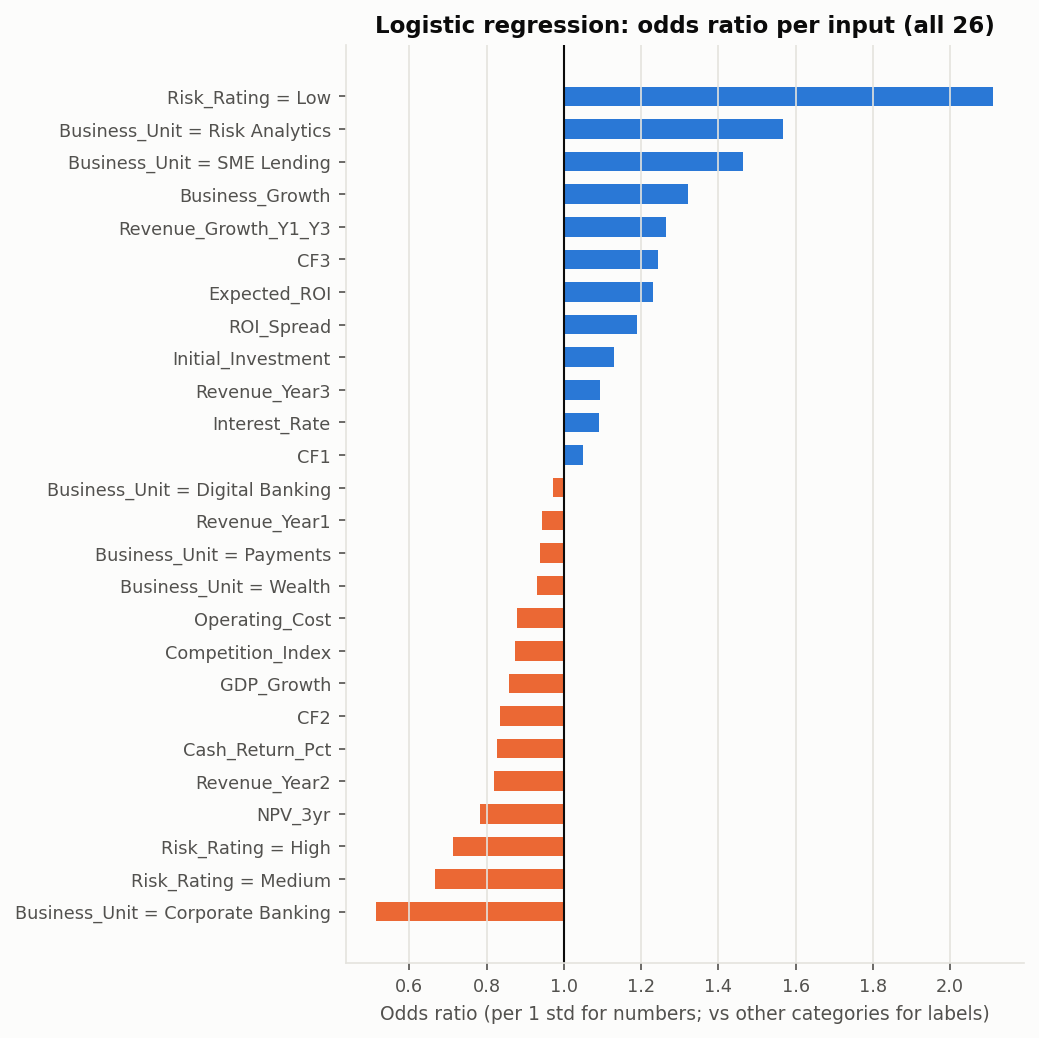 Logistic regression: odds ratio per input (all 26)
Risk_Rating = Low
Business_Unit = Risk Analytics
Business_Unit = SME Lending
Business_Growth
Revenue_Growth_Y1_Y3
CF3
Expected_ROI
ROI_Spread
Initial_Investment
Revenue_Year3
Interest_Rate
CF1
Business_Unit = Digital Banking
Revenue_Year1
Business_Unit = Payments
Business_Unit = Wealth
Operating_Cost
Competition_Index
GDP_Growth
CF2
Cash_Return_Pct
Revenue_Year2
NPV_3yr
Risk_Rating = High
Risk_Rating = Medium
Business_Unit = Corporate Banking
0.6 0.8 1.0 1.2 1.4 1.6 1.8 2.0
Odds ratio (per 1 std for numbers; vs other categories for labels)